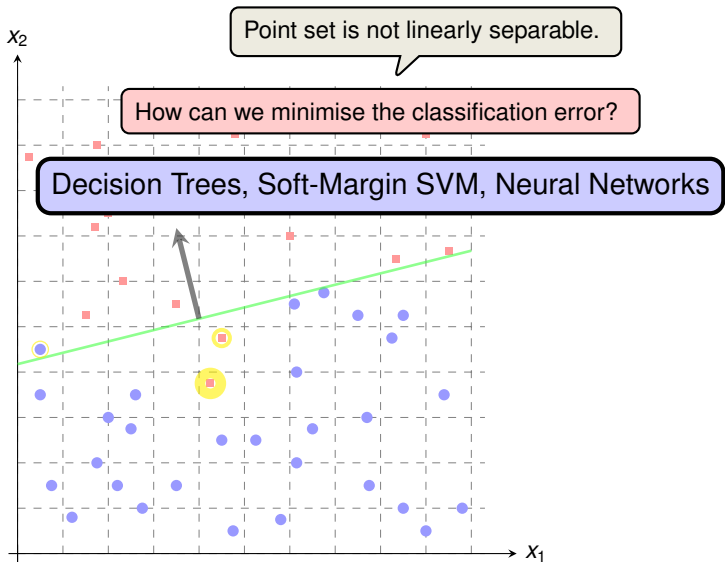 x2
Point set is not linearly separable.
How can we minimise the classification error?
Decision Trees, Soft-Margin SVM, Neural Networks
x1